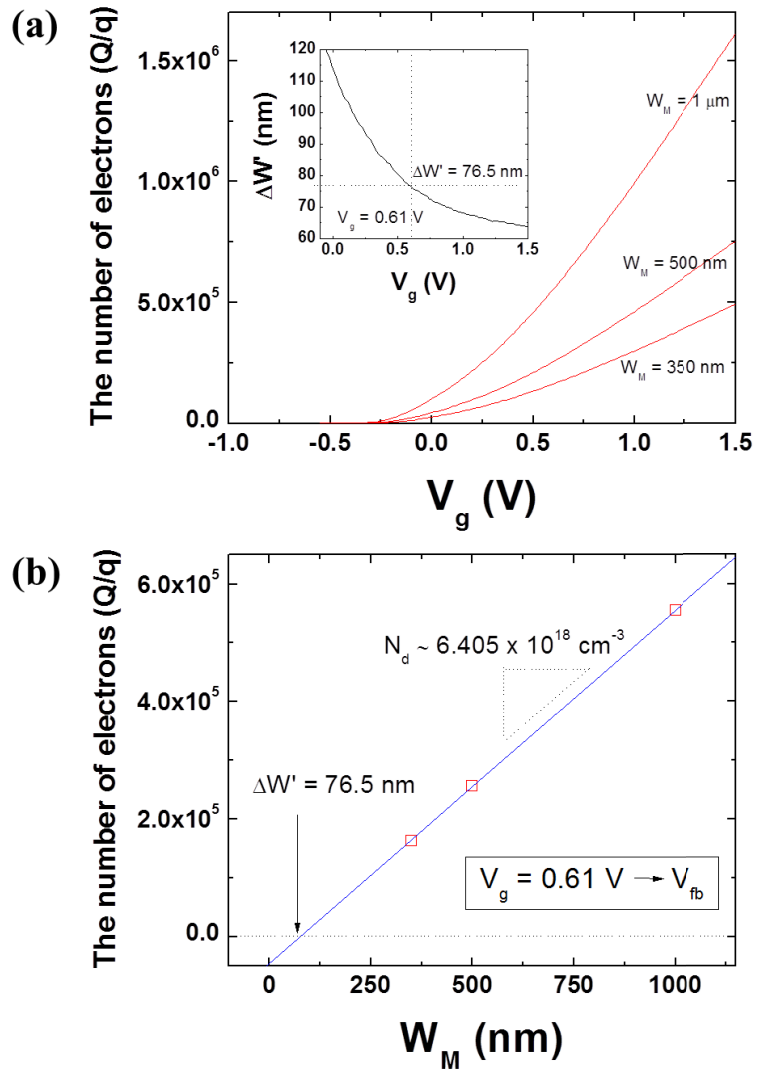 (a)
The number of electrons (Q/q)
1.5x10⁶
1.0x10⁶
5.0x10⁵
0.0
-1.0
-0.5
0.0
0.5
1.0
1.5
V_g (V)
W_M = 1 μm
W_M = 500 nm
W_M = 350 nm
ΔW' (nm)
120
110
100
90
80
70
60
0.0
0.5
1.0
1.5
V_g (V)
ΔW' = 76.5 nm
V_g = 0.61 V
(b)
The number of electrons (Q/q)
6.0x10⁵
4.0x10⁵
2.0x10⁵
0.0
0
250
500
750
1000
W_M (nm)
N_d ~ 6.405 x 10¹⁸ cm⁻³
ΔW' = 76.5 nm
V_g = 0.61 V → V_fb